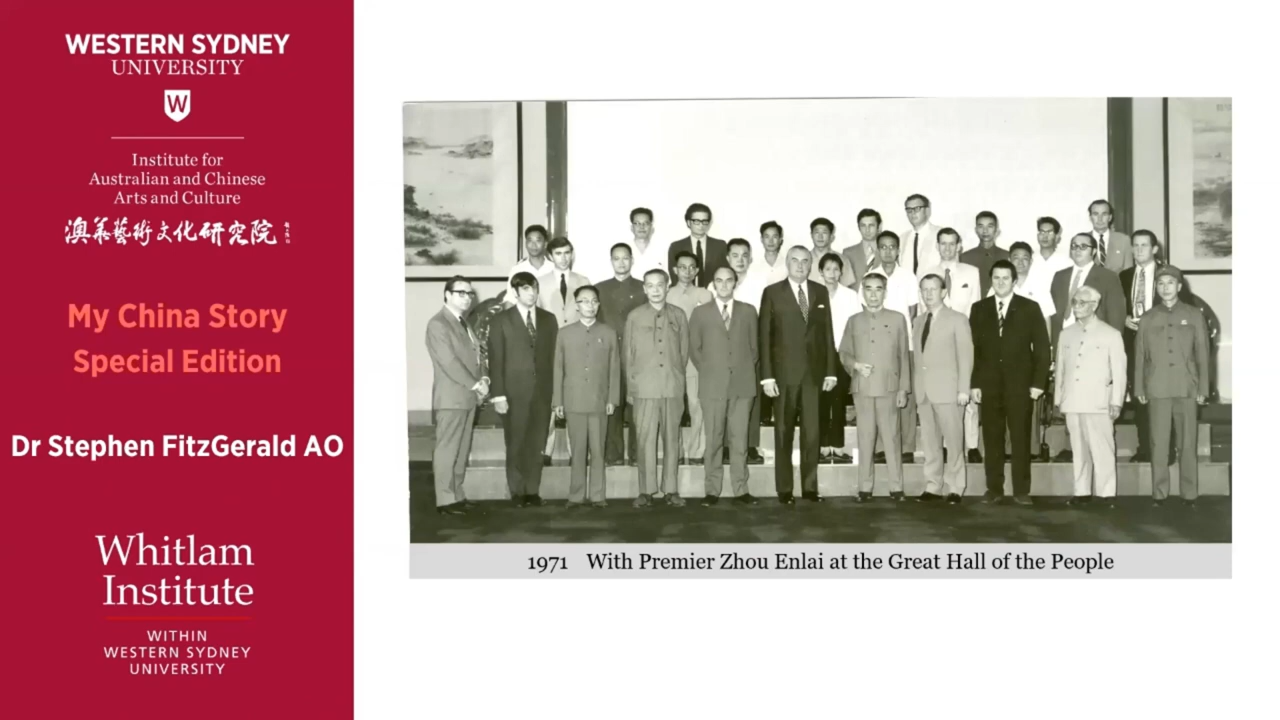 WESTERN SYDNEY
UNIVERSITY
W
Institute for
Australian and Chinese
Arts and Culture
澳華藝術文化研究院
My China Story
Special Edition
Dr Stephen FitzGerald AO
Whitlam
Institute
WITHIN
WESTERN SYDNEY
UNIVERSITY
1971 With Premier Zhou Enlai at the Great Hall of the People